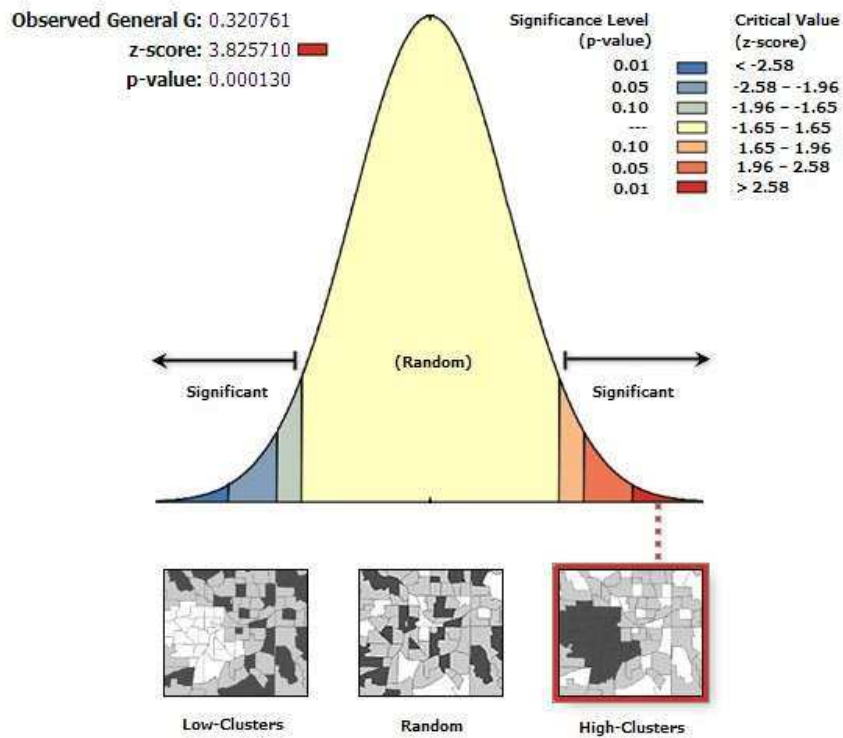 Observed General G: 0.320761
z-score: 3.825710
p-value: 0.000130
Significance Level
(p-value)
Critical Value
(z-score)
0.01 < -2.58
0.05 -2.58 – -1.96
0.10 -1.96 – -1.65
--- -1.65 – 1.65
0.10 1.65 – 1.96
0.05 1.96 – 2.58
0.01 > 2.58
(Random)
Significant
Significant
Low-Clusters
Random
High-Clusters